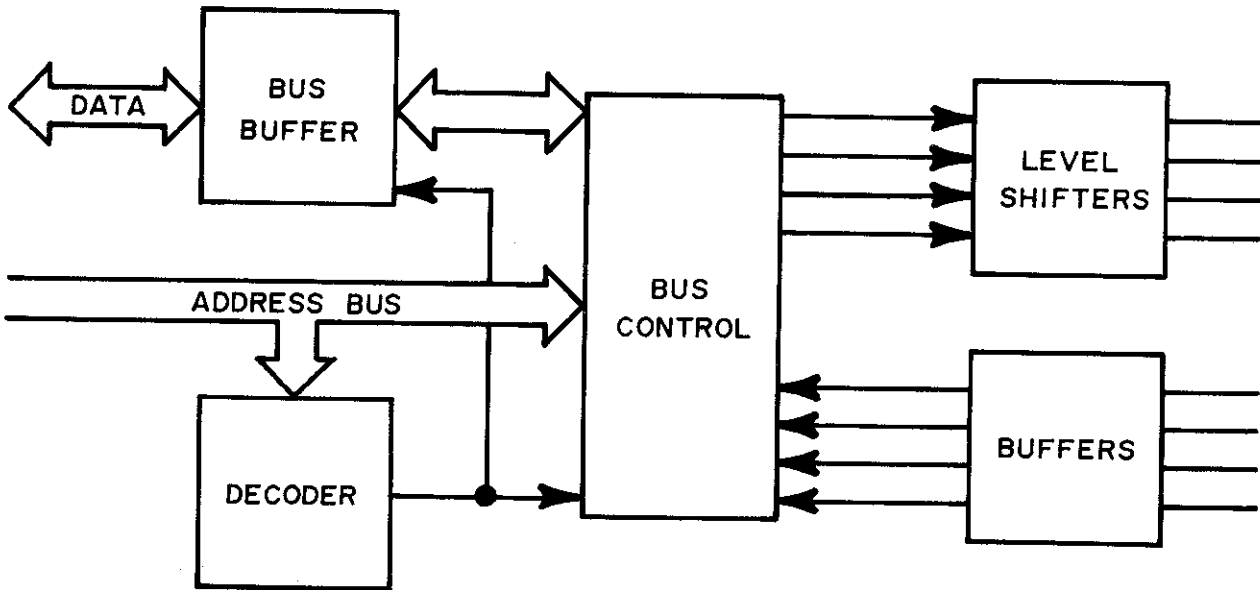 DATA
BUS
BUFFER
ADDRESS BUS
DECODER
BUS
CONTROL
LEVEL
SHIFTERS
BUFFERS